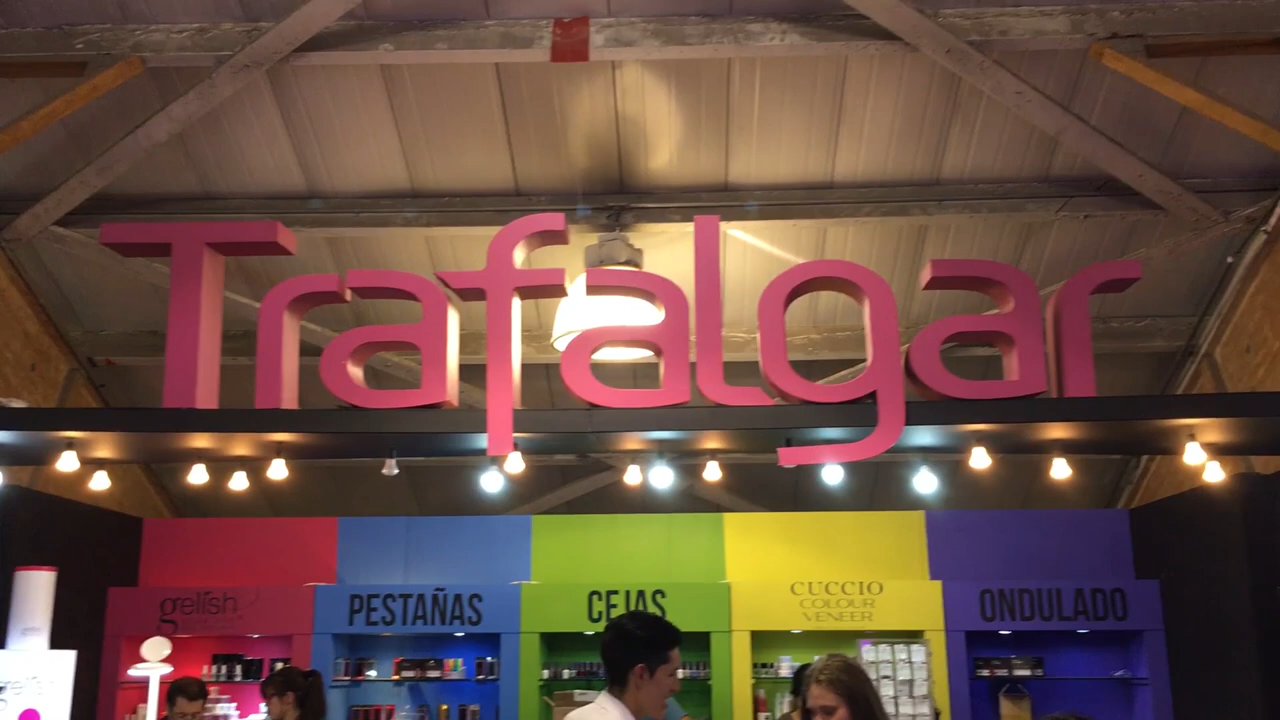 Trafalgar
gelish
PESTAÑAS
CEJAS
CUCCIO
COLOUR
VENEER
ONDULADO